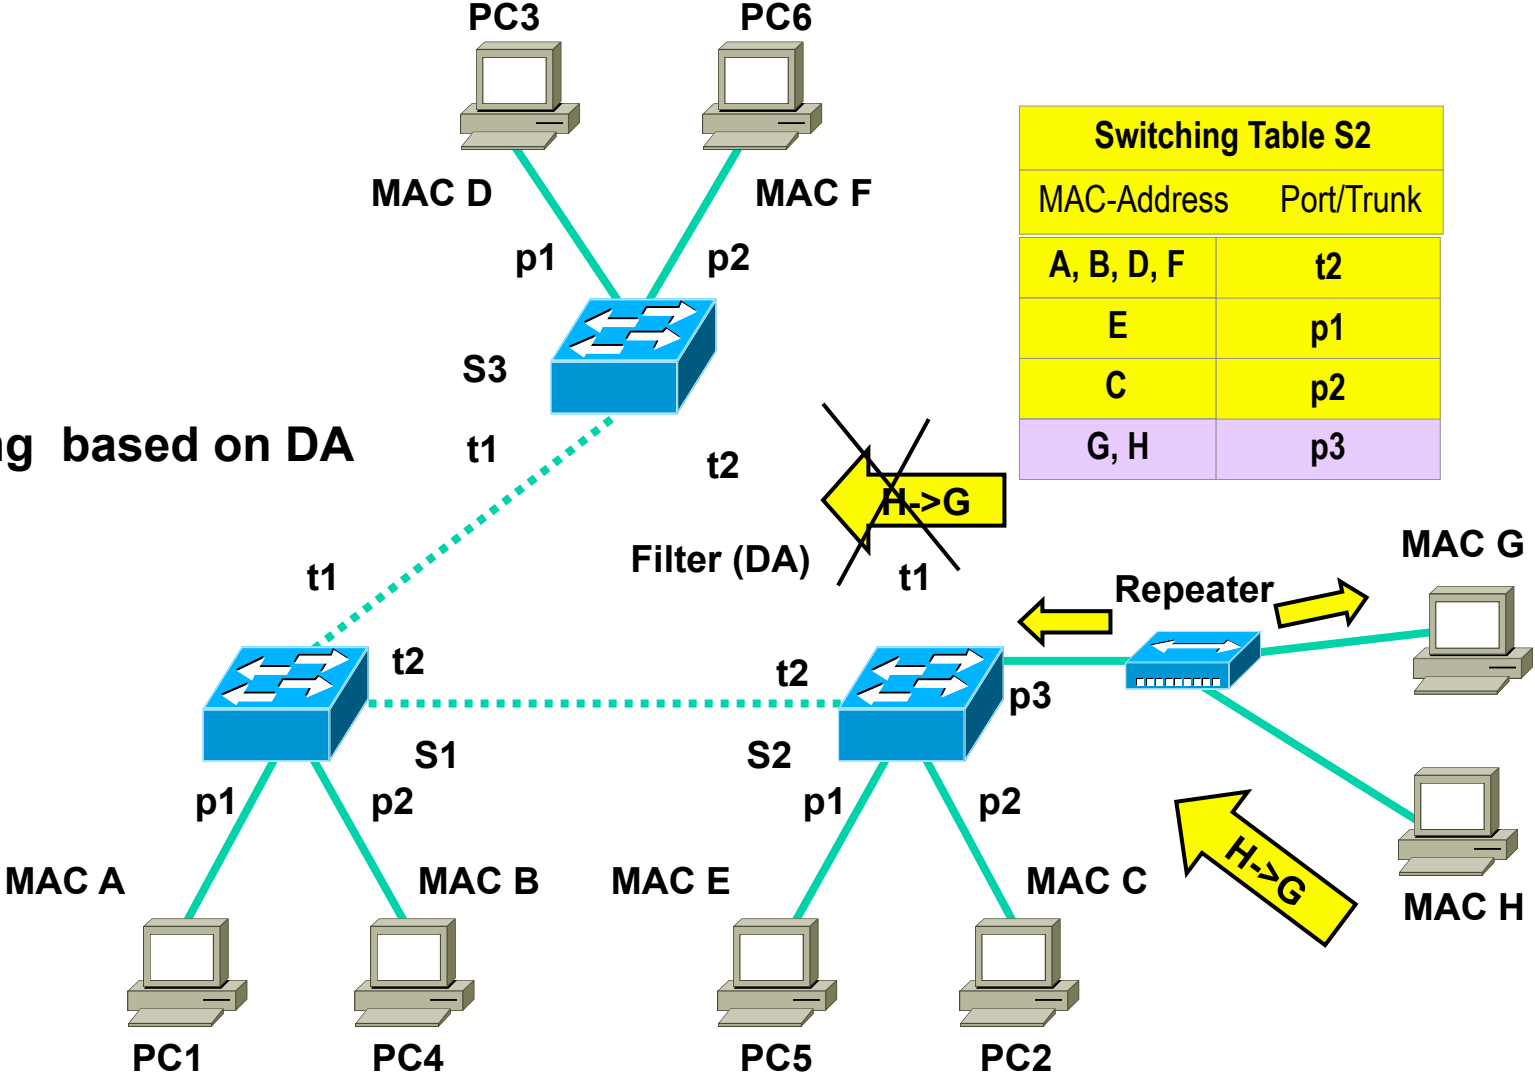 PC3 PC6
Switching Table S2
MAC-Address Port/Trunk
A, B, D, F t2
E p1
C p2
G, H p3
MAC D MAC F
p1 p2
S3
based on DA
t1
t2
H->G
Filter (DA)
t1
t1
MAC G
Repeater
t2
t2
p3
S1
S2
p1 p2
p1 p2
H->G
MAC A MAC B MAC E MAC C
MAC H
PC1 PC4 PC5 PC2